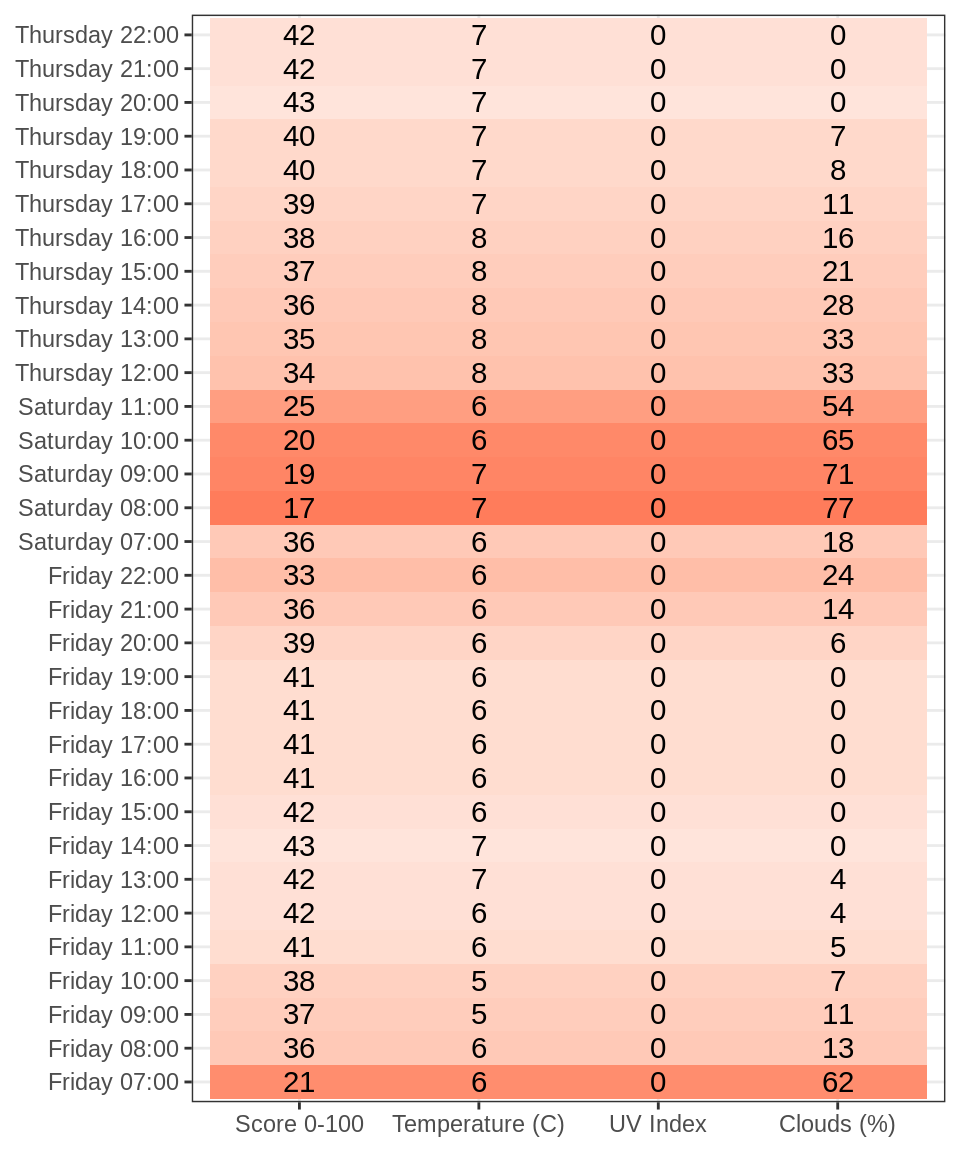 Thursday 22:00 42 7 0 0
Thursday 21:00 42 7 0 0
Thursday 20:00 43 7 0 0
Thursday 19:00 40 7 0 7
Thursday 18:00 40 7 0 8
Thursday 17:00 39 7 0 11
Thursday 16:00 38 8 0 16
Thursday 15:00 37 8 0 21
Thursday 14:00 36 8 0 28
Thursday 13:00 35 8 0 33
Thursday 12:00 34 8 0 33
Saturday 11:00 25 6 0 54
Saturday 10:00 20 6 0 65
Saturday 09:00 19 7 0 71
Saturday 08:00 17 7 0 77
Saturday 07:00 36 6 0 18
Friday 22:00 33 6 0 24
Friday 21:00 36 6 0 14
Friday 20:00 39 6 0 6
Friday 19:00 41 6 0 0
Friday 18:00 41 6 0 0
Friday 17:00 41 6 0 0
Friday 16:00 41 6 0 0
Friday 15:00 42 6 0 0
Friday 14:00 43 7 0 0
Friday 13:00 42 7 0 4
Friday 12:00 42 6 0 4
Friday 11:00 41 6 0 5
Friday 10:00 38 5 0 7
Friday 09:00 37 5 0 11
Friday 08:00 36 6 0 13
Friday 07:00 21 6 0 62
Score 0-100 Temperature (C) UV Index Clouds (%)